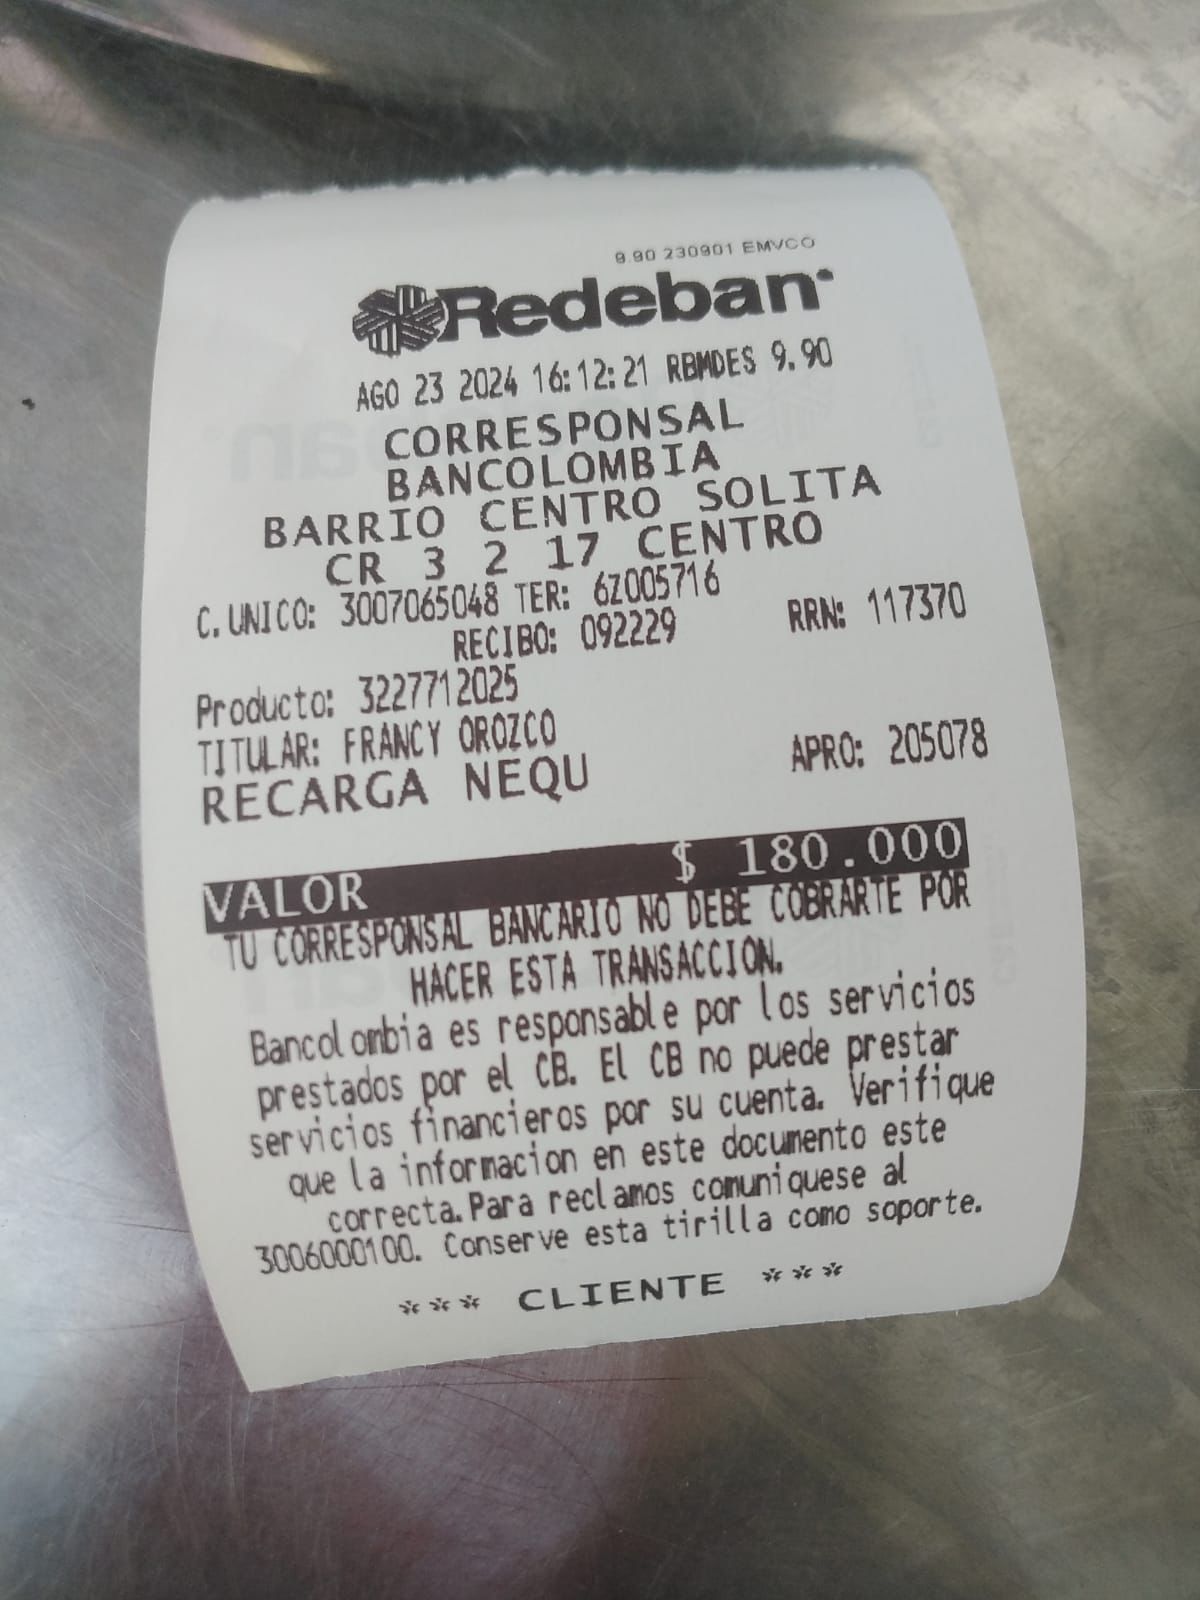 9.90 230901 EMVCO
Redeban
AGO 23 2024 16:12:21 RBMDES 9.90
CORRESPONSAL
BANCOLOMBIA
BARRIO CENTRO SOLITA
CR 3 2 17 CENTRO
C. UNICO: 3007065048 TER: 6Z005716
RECIBO: 092229 RRN: 117370
Producto: 3227712025
TITULAR: FRANCY OROZCO
RECARGA NEQU APRO: 205078
VALOR $ 180.000
TU CORRESPONSAL BANCARIO NO DEBE COBRARTE POR
HACER ESTA TRANSACCION.
Bancolombia es responsable por los servicios
prestados por el CB. El CB no puede prestar
servicios financieros por su cuenta. Verifique
que la informacion en este documento este
correcta. Para reclamos comuniquese al
3006000100. Conserve esta tirilla como soporte.
*** CLIENTE ***